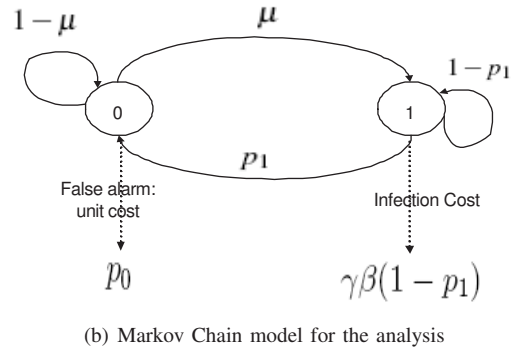 1 − μ
μ
1 − p₁
0
1
p₁
False alarm:
unit cost
Infection Cost
p₀
γβ(1 − p₁)
(b) Markov Chain model for the analysis